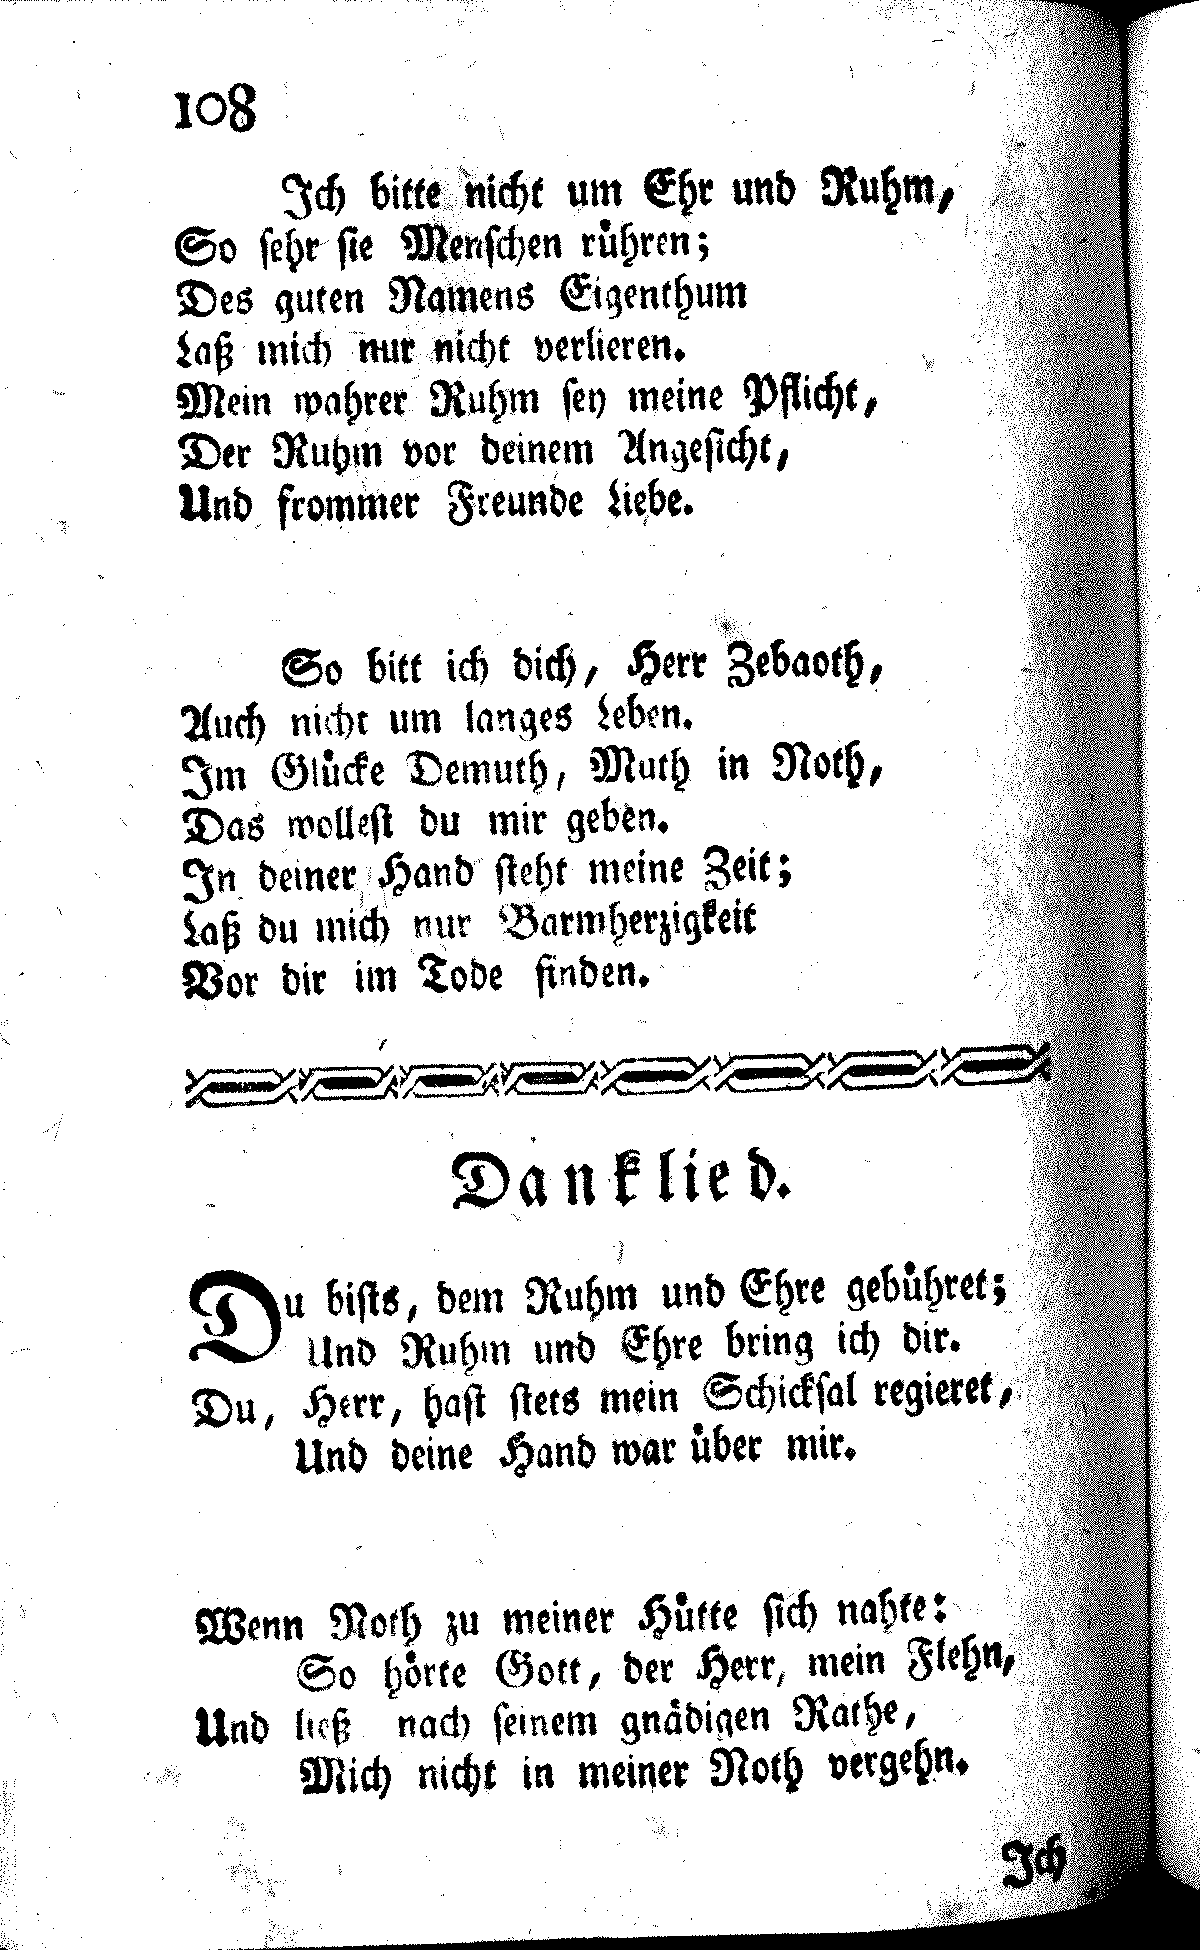 108
Ich bitte nicht um Ehr und Ruhm,
So sehr sie Menschen rühren;
Des guten Namens Eigenthum
Laß mich nur nicht verlieren.
Mein wahrer Ruhm sey meine Pflicht,
Der Ruhm vor deinem Angesicht,
Und frommer Freunde Liebe.
So bitt ich dich, Herr Zebaoth,
Auch nicht um langes Leben.
Im Glücke Demuth, Muth in Noth,
Das wollest du mir geben.
In deiner Hand steht meine Zeit;
Laß du mich nur Barmherzigkeit
Vor dir im Tode finden.
Danklied.
Du bists, dem Ruhm und Ehre gebühret;
Und Ruhm und Ehre bring ich dir.
Du, Herr, hast stets mein Schicksal regieret,
Und deine Hand war über mir.
Wenn Noth zu meiner Hütte sich nahte:
So hörte Gott, der Herr, mein Flehn,
Und ließ nach seinem gnädigen Rathe,
Mich nicht in meiner Noth vergehn.
Ich